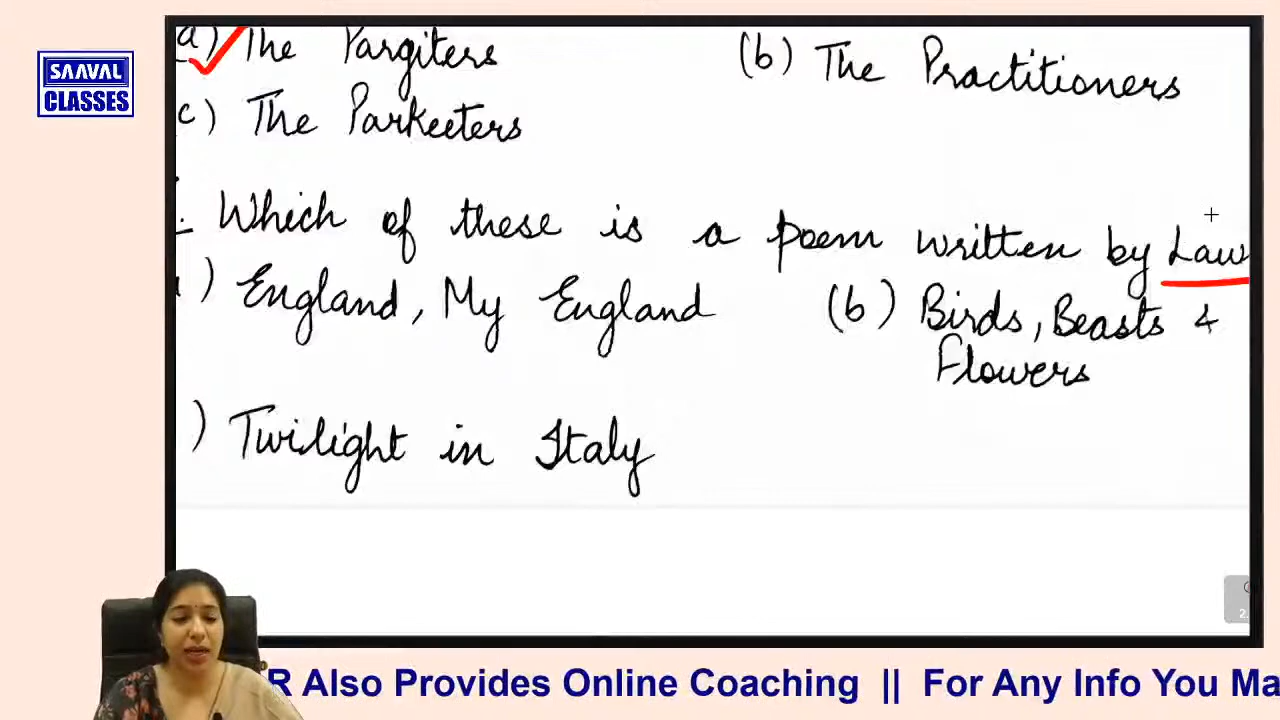 SAAVAL
CLASSES
a) The Pargiters (b) The Practitioners
c) The Parkeeters
Which of these is a poem written by Law
) England, My England (b) Birds, Beasts &
Flowers
) Twilight in Italy
R Also Provides Online Coaching || For Any Info You Ma